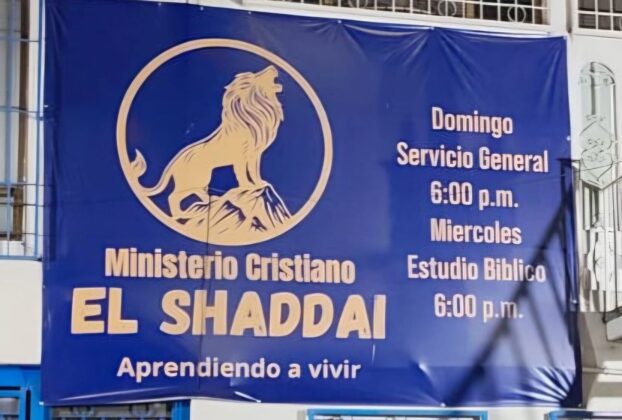 Ministerio Cristiano
EL SHADDAI
Aprendiendo a vivir
Domingo
Servicio General
6:00 p.m.
Miercoles
Estudio Biblico
6:00 p.m.